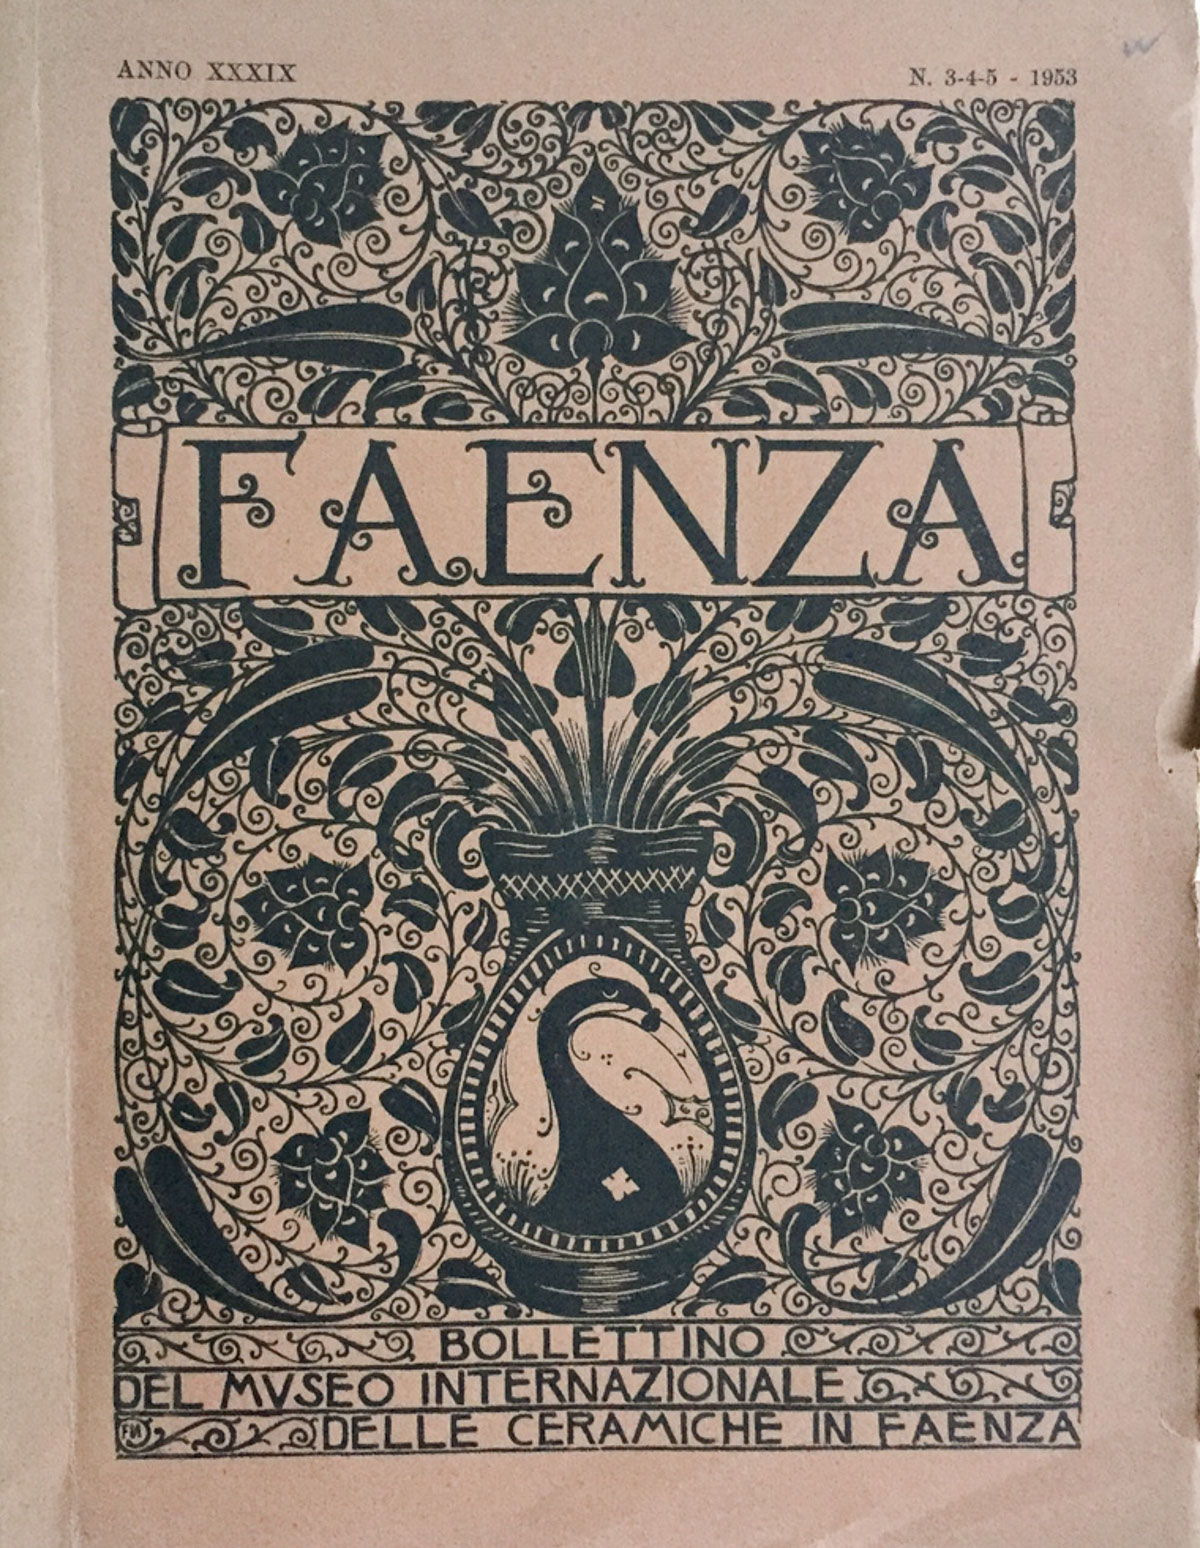 ANNO XXXIX
N. 3-4-5 - 1953
FAENZA
BOLLETTINO
DEL MVSEO INTERNAZIONALE
DELLE CERAMICHE IN FAENZA